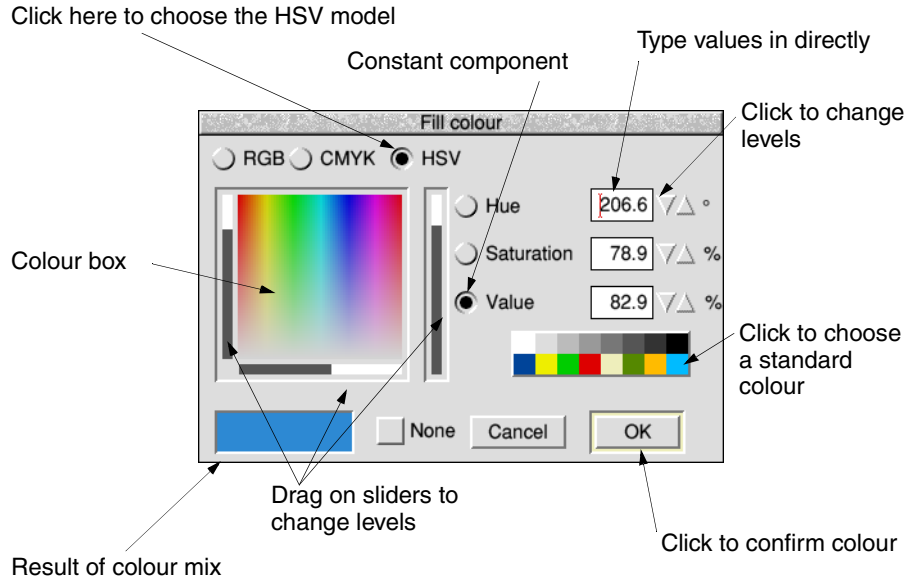 Click here to choose the HSV model
Type values in directly
Constant component
Click to change
levels
Fill colour
RGB CMYK HSV
Hue 206.6 °
Saturation 78.9 %
Value 82.9 %
Colour box
Click to choose
a standard
colour
None Cancel OK
Drag on sliders to
change levels
Click to confirm colour
Result of colour mix